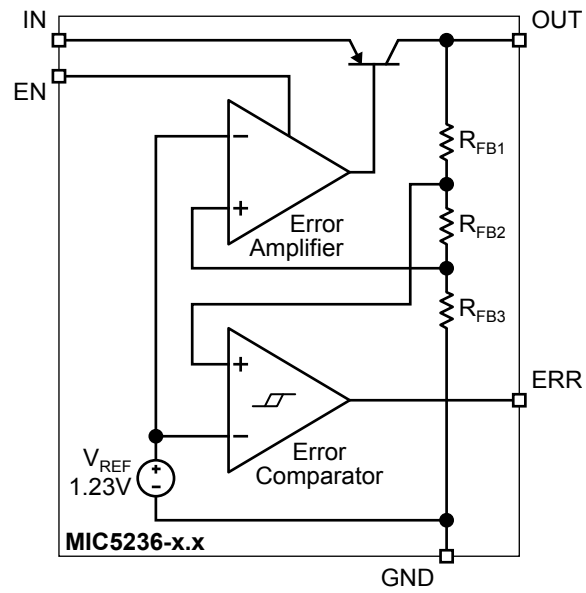 IN
OUT
EN
−
+
Error
Amplifier
R_FB1
R_FB2
R_FB3
+
−
Error
Comparator
ERR
V_REF
1.23V
+
−
MIC5236-x.x
GND